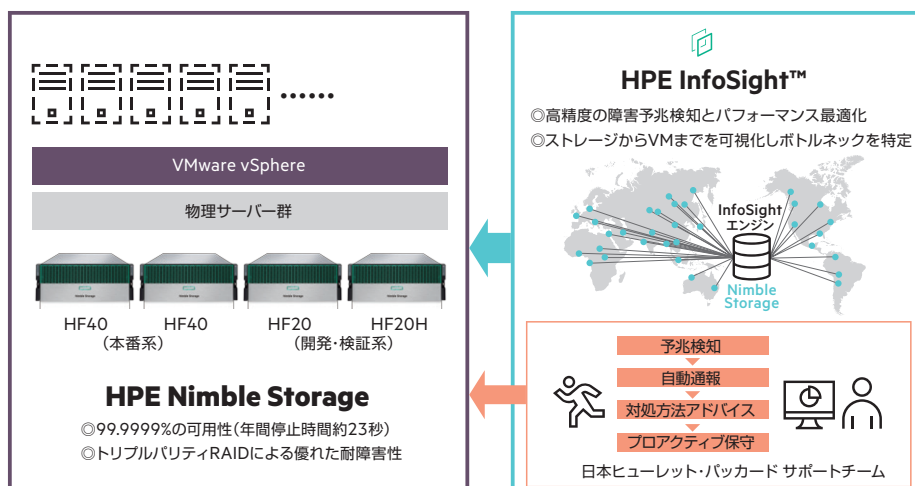 ......
VMware vSphere
物理サーバー群
HF40
HF40
HF20
HF20H
(本番系)
(開発・検証系)
HPE Nimble Storage
◎99.9999%の可用性(年間停止時間約23秒)
◎トリプルパリティRAIDによる優れた耐障害性
HPE InfoSight™
◎高精度の障害予兆検知とパフォーマンス最適化
◎ストレージからVMまでを可視化しボトルネックを特定
InfoSight
エンジン
Nimble
Storage
予兆検知
自動通報
対処方法アドバイス
プロアクティブ保守
日本ヒューレット・パッカード サポートチーム